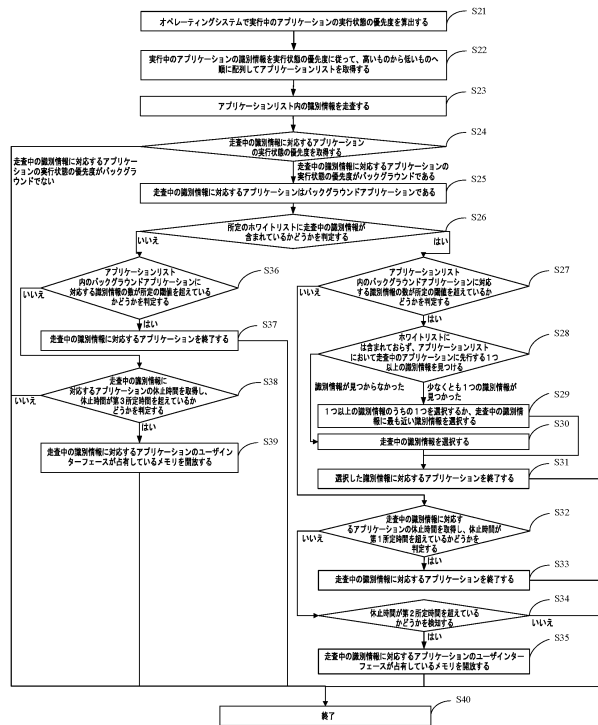 S21
オペレーティングシステムで実行中のアプリケーションの実行状態の優先度を算出する
S22
実行中のアプリケーションの識別情報を実行状態の優先度に従って、高いものから低いものへ
順に配列してアプリケーションリストを取得する
S23
アプリケーションリスト内の識別情報を走査する
S24
走査中の識別情報に対応するアプリケーション
の実行状態の優先度を取得する
走査中の識別情報に対応するアプリケー
ションの実行状態の優先度がバックグラ
ウンドでない
走査中の識別情報に対応するアプリケーションの
実行状態の優先度がバックグラウンドである
S25
走査中の識別情報に対応するアプリケーションはバックグラウンドアプリケーションである
S26
所定のホワイトリストに走査中の識別情報が
含まれているかどうかを判定する
いいえ
はい
S36
アプリケーションリスト
内のバックグラウンドアプリケーションに
対応する識別情報の数が所定の閾値を超えている
かどうかを判定する
いいえ
はい
S37
走査中の識別情報に対応するアプリケーションを終了する
S38
走査中の識別情報に
対応するアプリケーションの休止時間を取得し、
休止時間が第3所定時間を超えているか
どうかを判定する
いいえ
はい
S39
走査中の識別情報に対応するアプリケーションのユーザイン
ターフェースが占有しているメモリを開放する
S27
アプリケーションリスト
内のバックグラウンドアプリケーションに対応
する識別情報の数が所定の閾値を超えているか
どうかを判定する
いいえ
はい
S28
ホワイトリストに
は含まれておらず、アプリケーションリスト
において走査中のアプリケーションに先行する1つ
以上の識別情報を見つける
識別情報が見つからなかった
少なくとも1つの識別情報が
見つかった
S29
1つ以上の識別情報のうちの1つを選択するか、走査中の識別情
報に最も近い識別情報を選択する
S30
走査中の識別情報を選択する
S31
選択した識別情報に対応するアプリケーションを終了する
S32
走査中の識別情報に対応す
るアプリケーションの休止時間を取得し、休止時間が
第1所定時間を超えているかどうかを
判定する
いいえ
はい
S33
走査中の識別情報に対応するアプリケーションを終了する
S34
休止時間が第2所定時間を超えている
かどうかを検知する
いいえ
はい
S35
走査中の識別情報に対応するアプリケーションのユーザインターフ
ェースが占有しているメモリを開放する
S40
終了